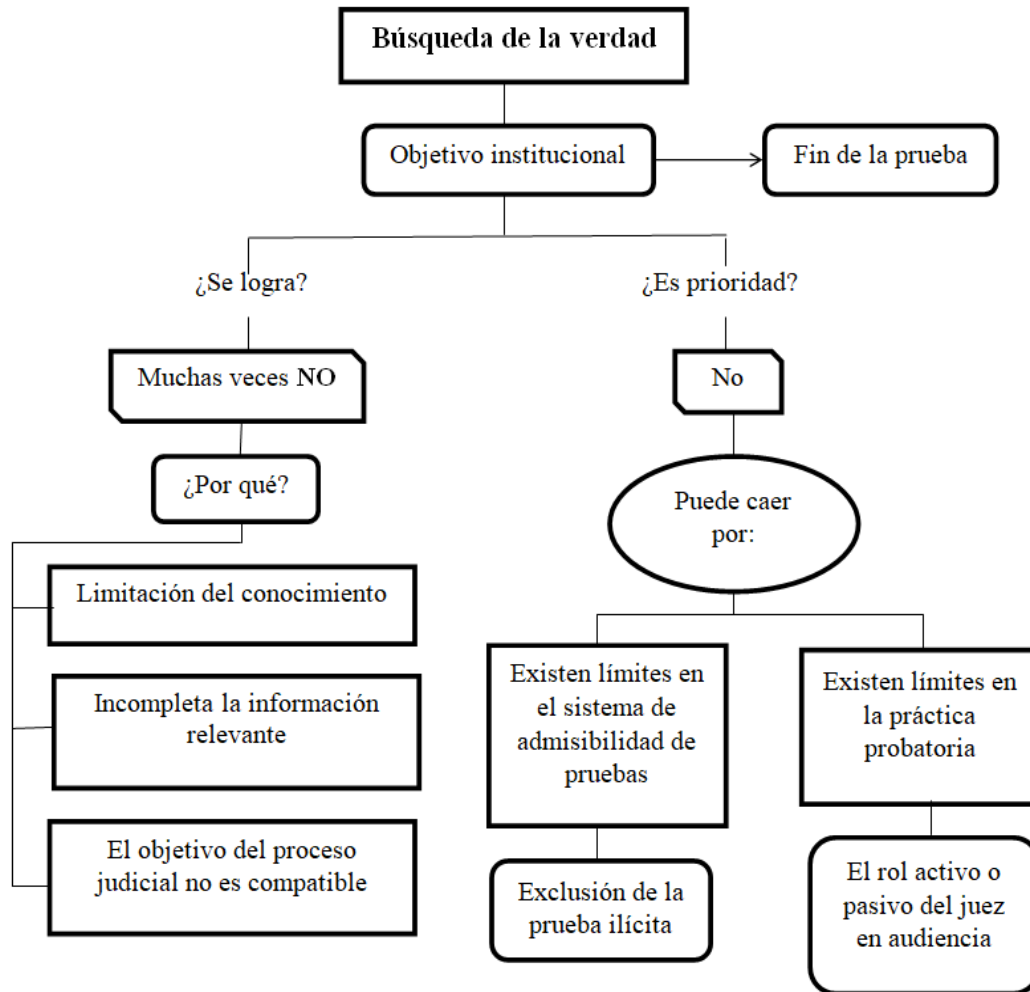 Búsqueda de la verdad
Objetivo institucional
Fin de la prueba
¿Se logra?
¿Es prioridad?
Muchas veces NO
No
¿Por qué?
Puede caer
por:
Limitación del conocimiento
Incompleta la información
relevante
El objetivo del proceso
judicial no es compatible
Existen límites en
el sistema de
admisibilidad de
pruebas
Existen límites en
la práctica
probatoria
Exclusión de la
prueba ilícita
El rol activo o
pasivo del juez
en audiencia